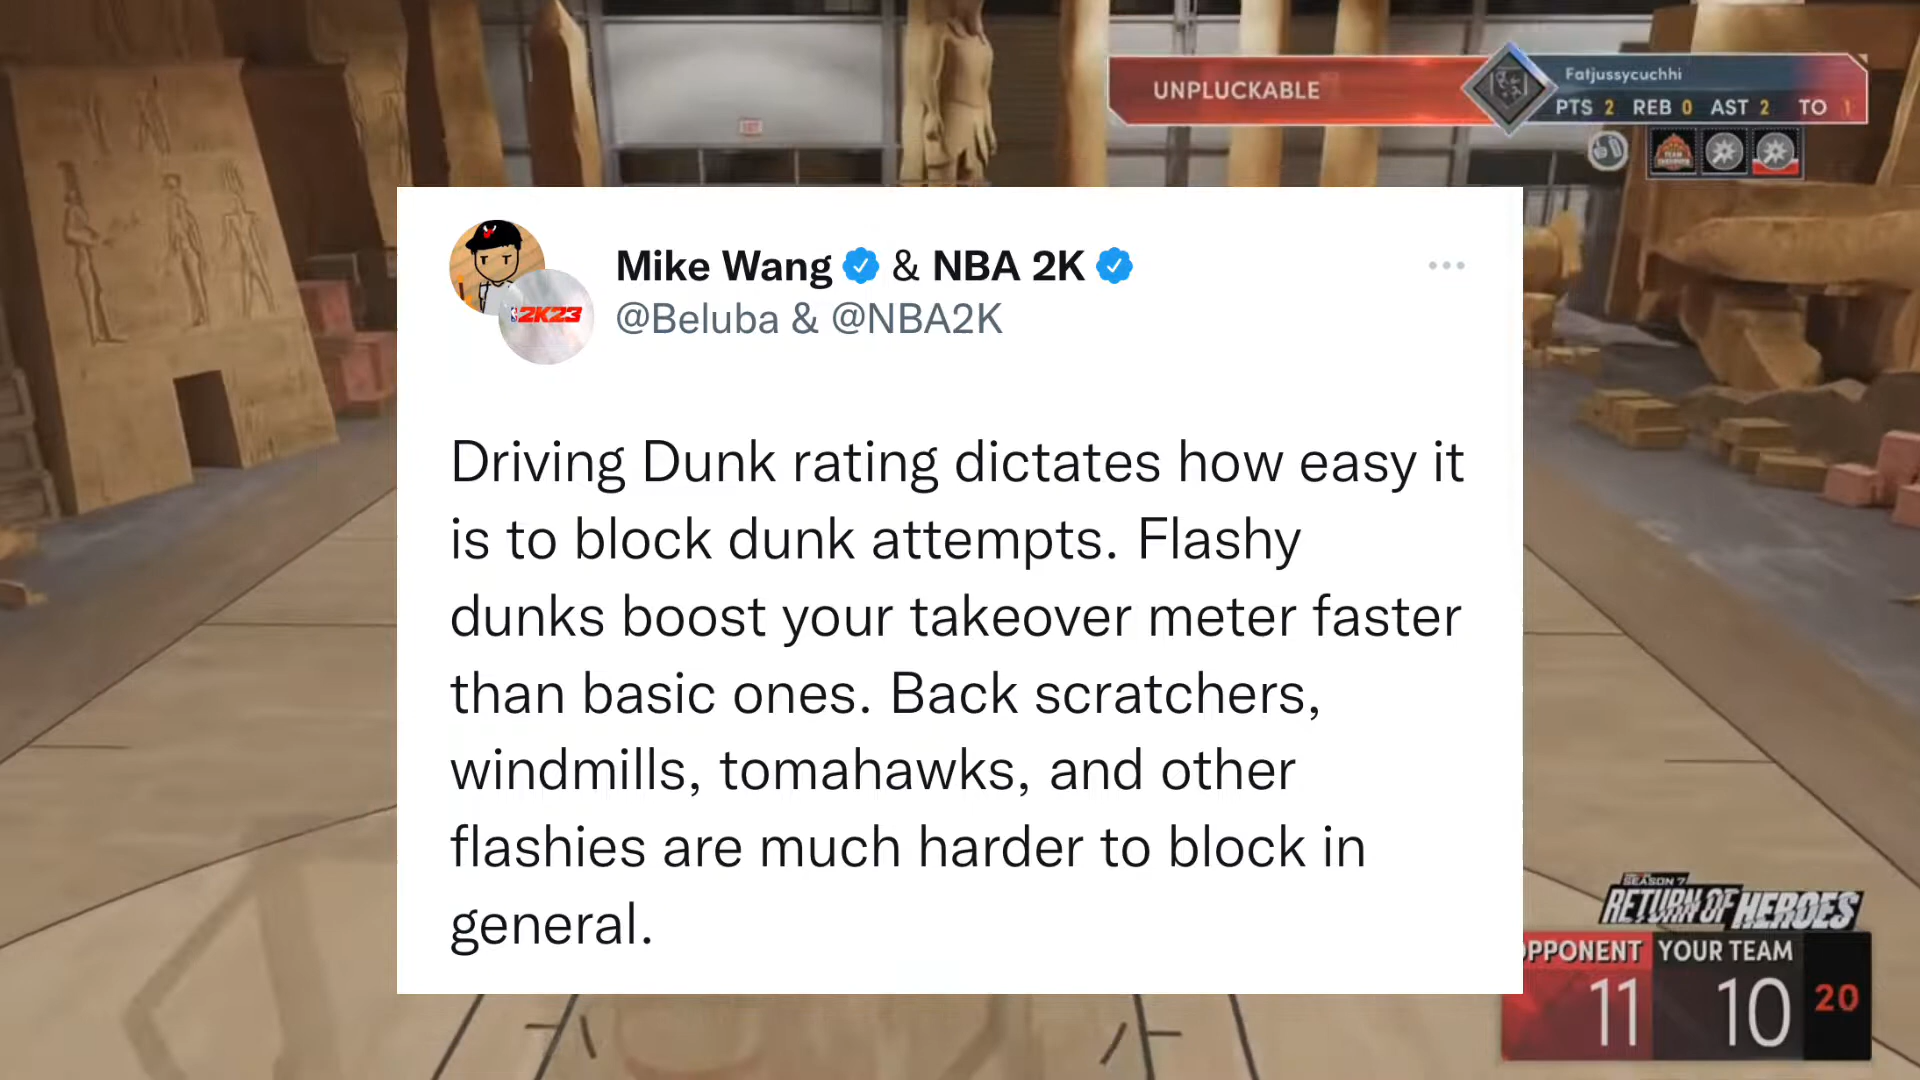 UNPLUCKABLE
Fatjussycuchhi
PTS 2 REB 0 AST 2 TO 1
Mike Wang & NBA 2K
@Beluba & @NBA2K
2K23
Driving Dunk rating dictates how easy it
is to block dunk attempts. Flashy
dunks boost your takeover meter faster
than basic ones. Back scratchers,
windmills, tomahawks, and other
flashies are much harder to block in
general.
SEASON 7
RETURN OF HEROES
OPPONENT YOUR TEAM
11 10 20